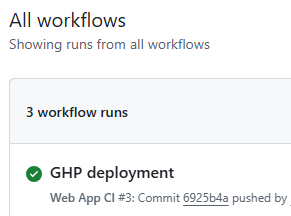 All workflows
Showing runs from all workflows
3 workflow runs
GHP deployment
Web App CI #3: Commit 6925b4a pushed by